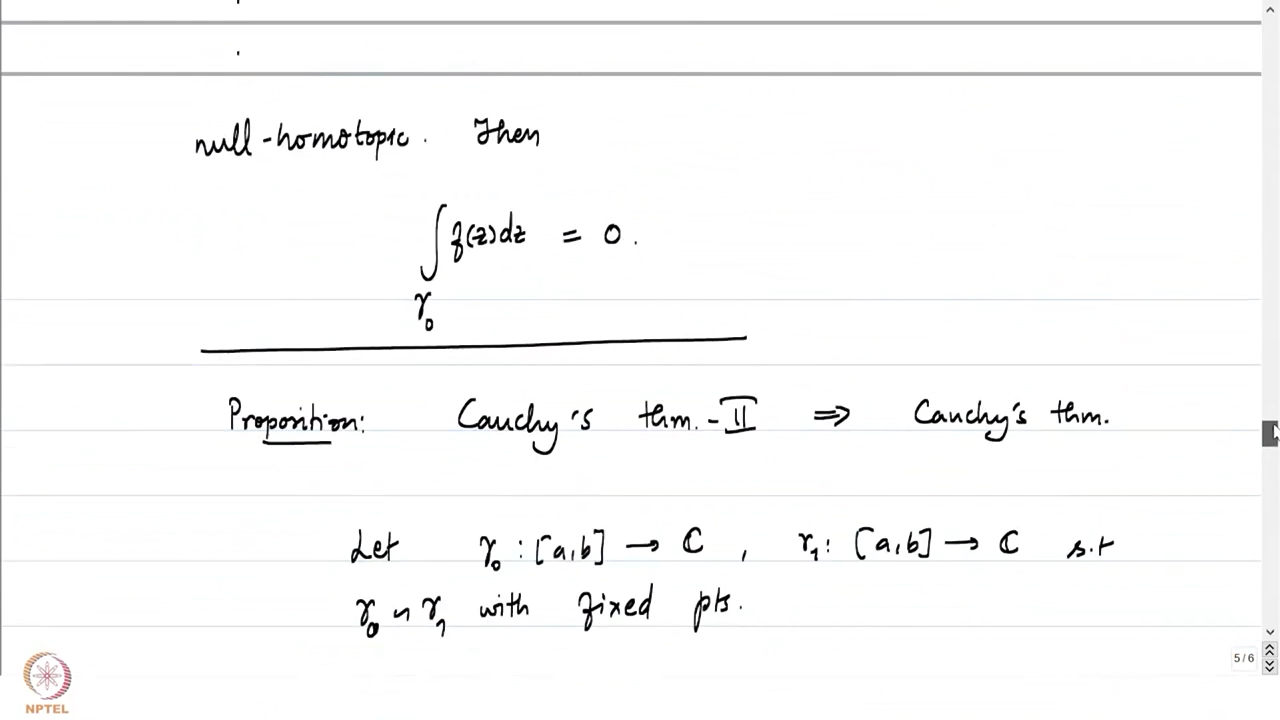 null-homotopic. Then
∫ f(z)dz = 0.
γ₀
Proposition: Cauchy's thm.-II ⇒ Cauchy's thm.
Let γ₀ : [a,b] → ℂ , γ₁ : [a,b] → ℂ s.t
γ₀ ~ γ₁ with fixed pts.
5 / 6
NPTEL